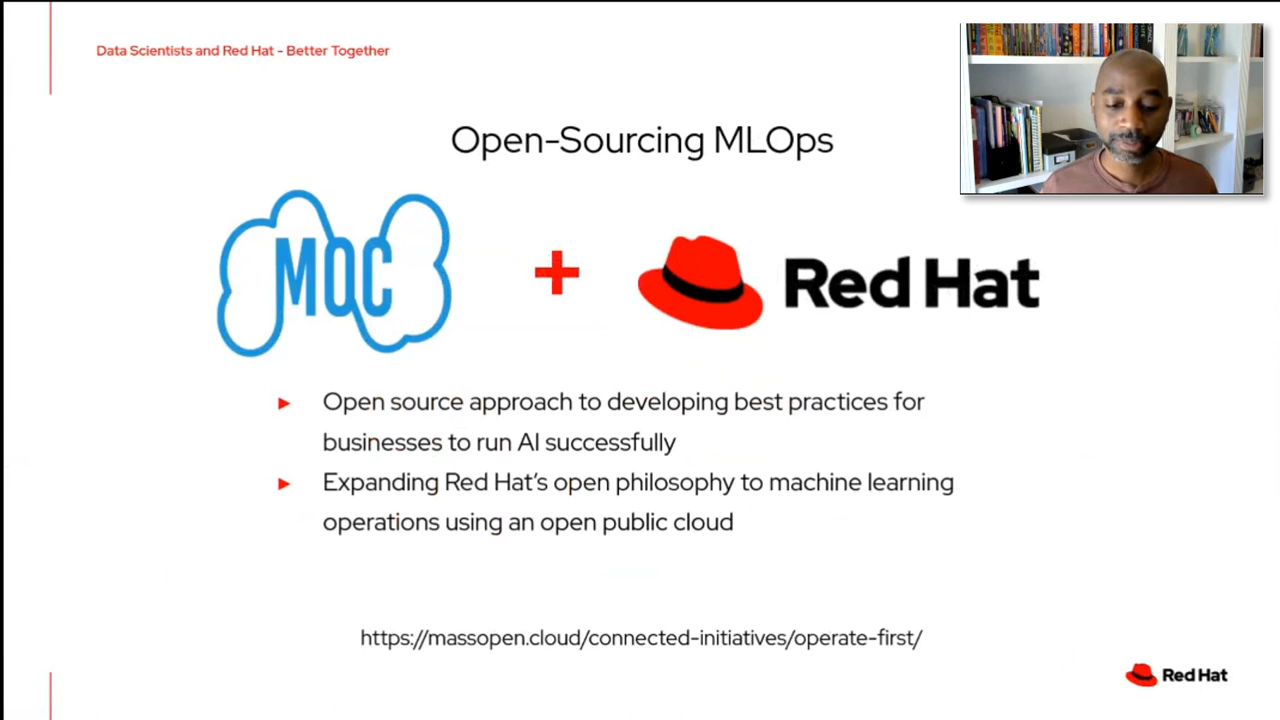 Data Scientists and Red Hat - Better Together
Open-Sourcing MLOps
MOC
+
Red Hat
► Open source approach to developing best practices for
businesses to run AI successfully
► Expanding Red Hat's open philosophy to machine learning
operations using an open public cloud
https://massopen.cloud/connected-initiatives/operate-first/
Red Hat